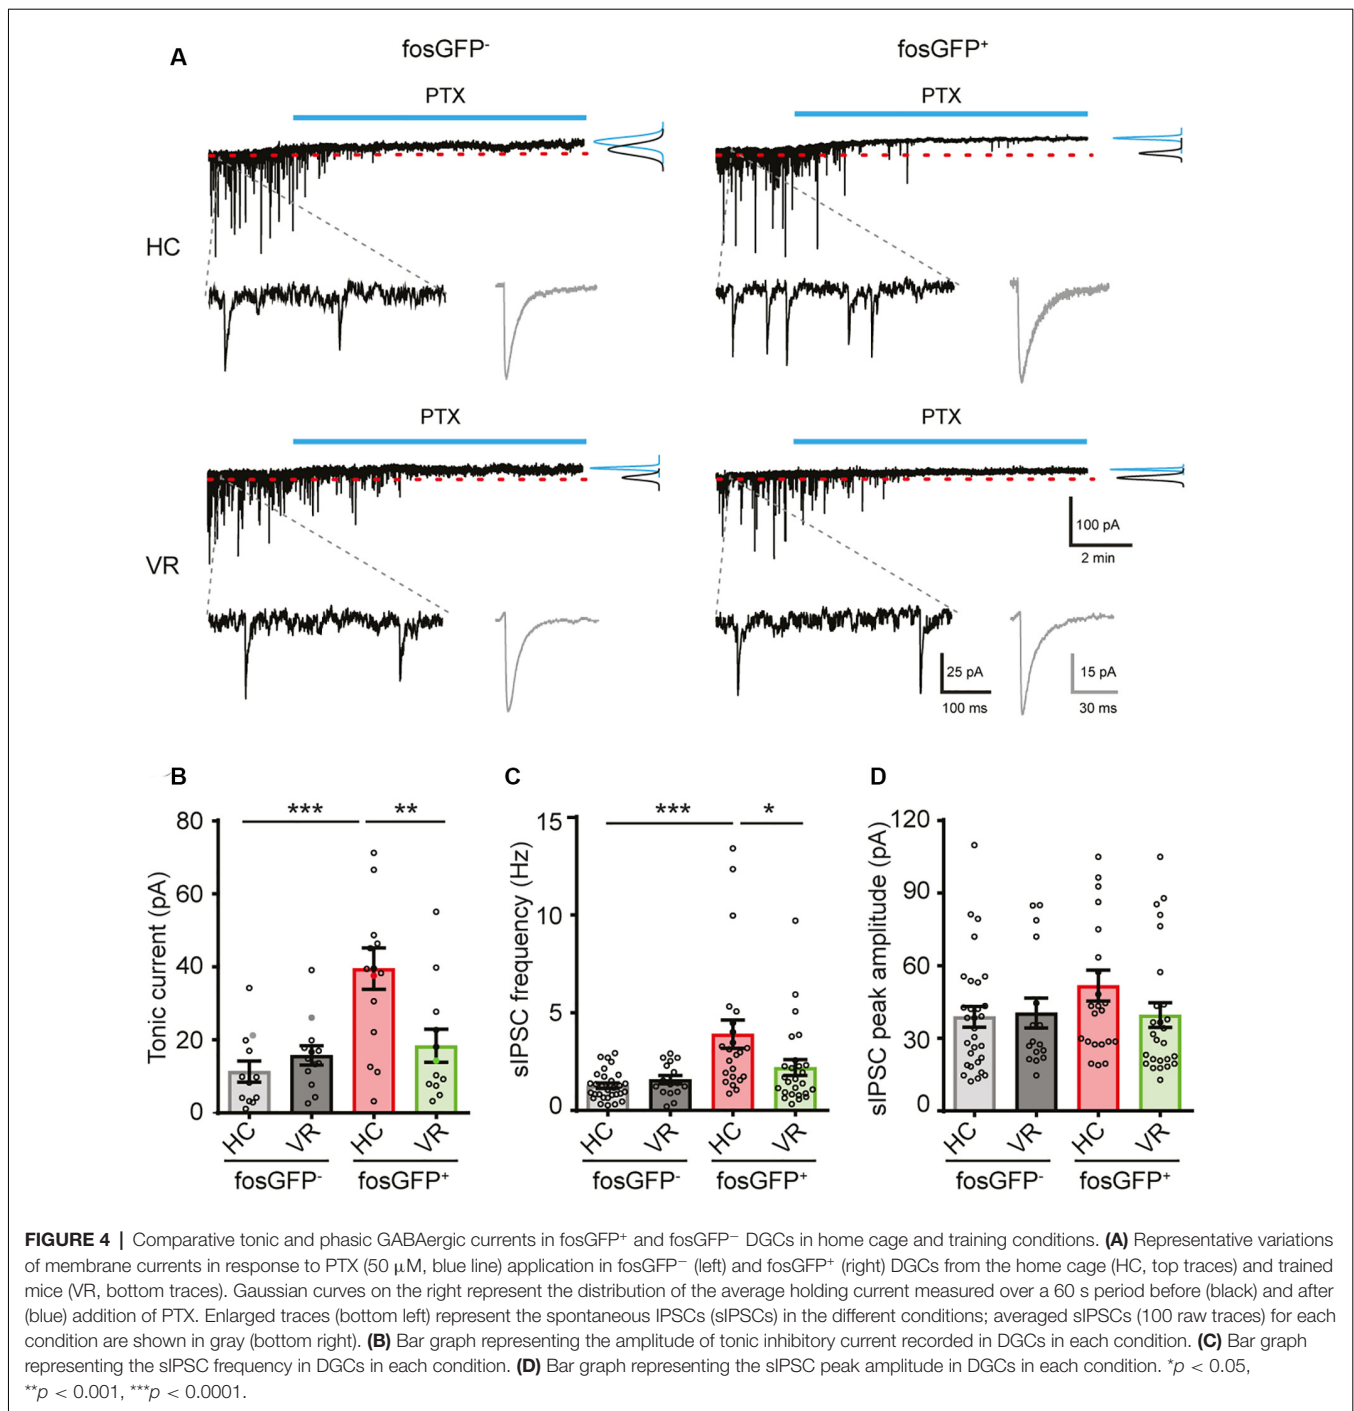 A
fosGFP⁻
fosGFP⁺
PTX
PTX
HC
PTX
PTX
VR
100 pA
2 min
25 pA
100 ms
15 pA
30 ms
B
Tonic current (pA)
80
60
40
20
0
***
**
HC
VR
HC
VR
fosGFP⁻
fosGFP⁺
C
sIPSC frequency (Hz)
15
10
5
0
***
*
HC
VR
HC
VR
fosGFP⁻
fosGFP⁺
D
sIPSC peak amplitude (pA)
120
90
60
30
0
HC
VR
HC
VR
fosGFP⁻
fosGFP⁺
FIGURE 4 | Comparative tonic and phasic GABAergic currents in fosGFP⁺ and fosGFP⁻ DGCs in home cage and training conditions. (A) Representative variations
of membrane currents in response to PTX (50 μM, blue line) application in fosGFP⁻ (left) and fosGFP⁺ (right) DGCs from the home cage (HC, top traces) and trained
mice (VR, bottom traces). Gaussian curves on the right represent the distribution of the average holding current measured over a 60 s period before (black) and after
(blue) addition of PTX. Enlarged traces (bottom left) represent the spontaneous IPSCs (sIPSCs) in the different conditions; averaged sIPSCs (100 raw traces) for each
condition are shown in gray (bottom right). (B) Bar graph representing the amplitude of tonic inhibitory current recorded in DGCs in each condition. (C) Bar graph
representing the sIPSC frequency in DGCs in each condition. (D) Bar graph representing the sIPSC peak amplitude in DGCs in each condition. *p < 0.05,
**p < 0.001, ***p < 0.0001.